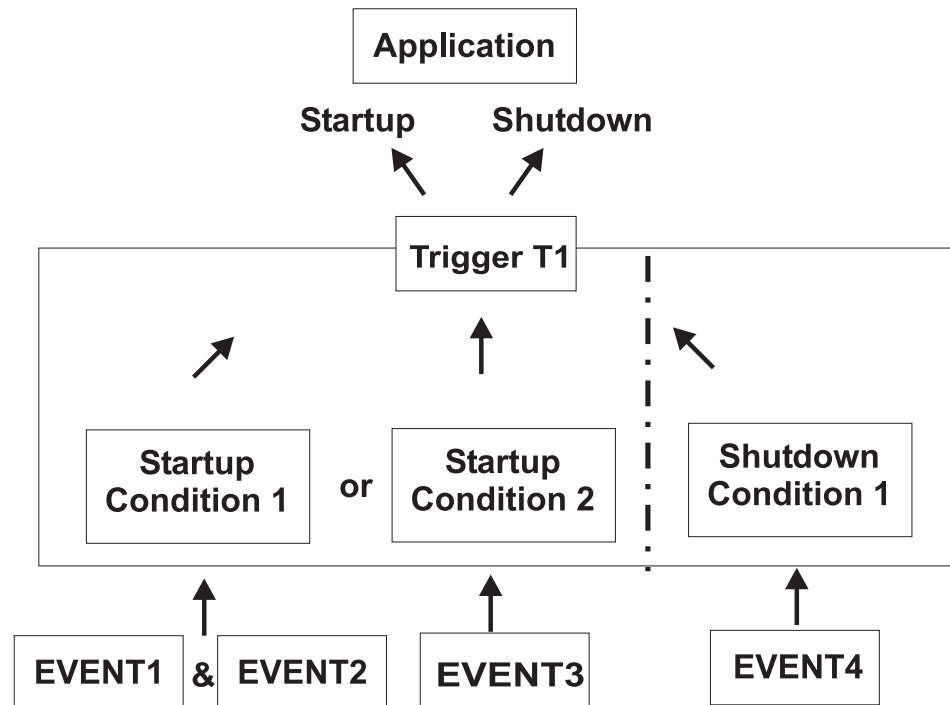 Application
Startup Shutdown
Trigger T1
Startup
Condition 1
or
Startup
Condition 2
Shutdown
Condition 1
EVENT1 & EVENT2 EVENT3 EVENT4